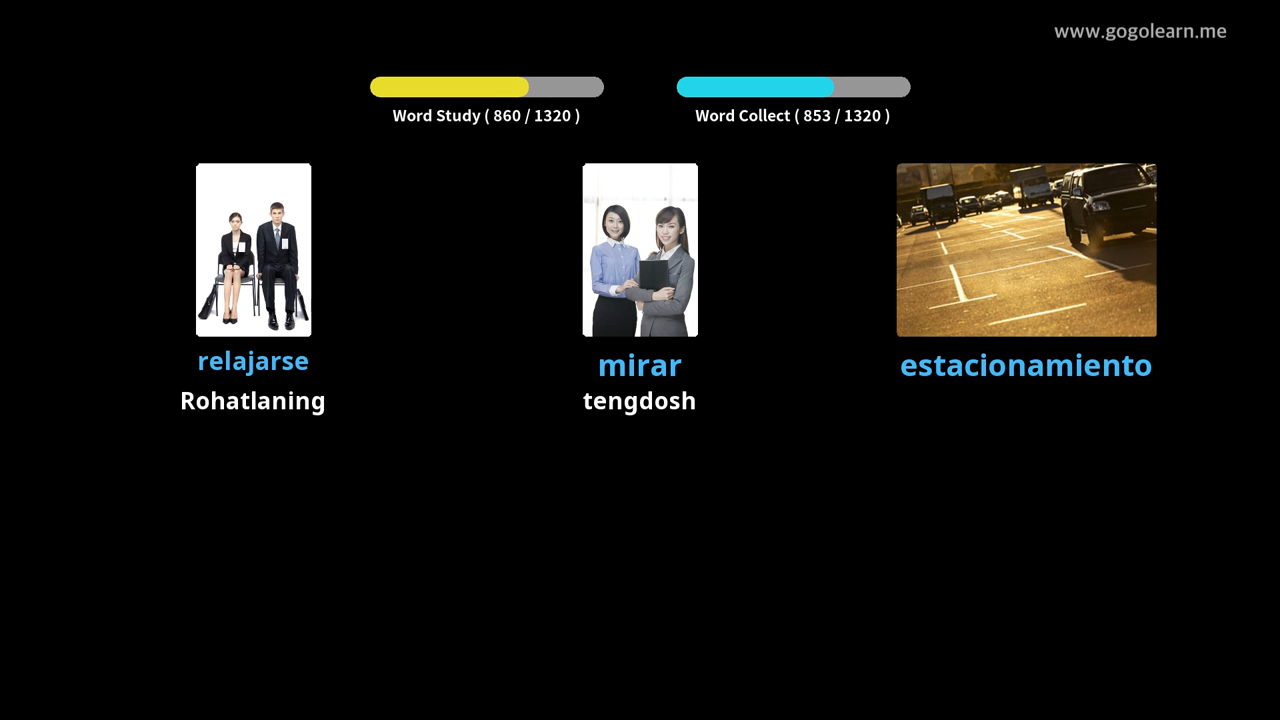 www.gogolearn.me
Word Study ( 860 / 1320 )
Word Collect ( 853 / 1320 )
relajarse
Rohatlaning
mirar
tengdosh
estacionamiento